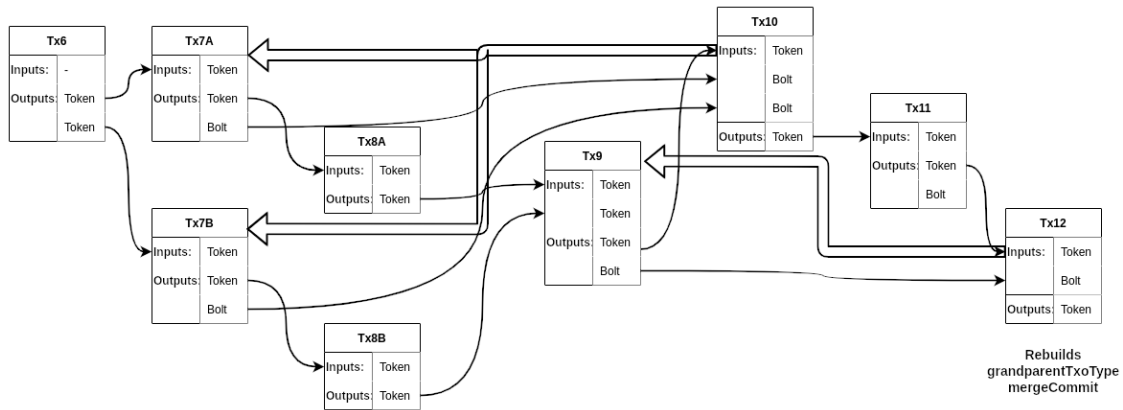 Tx6
Inputs: -
Outputs: Token
Token
Tx7A
Inputs: Token
Outputs: Token
Bolt
Tx7B
Inputs: Token
Outputs: Token
Bolt
Tx8A
Inputs: Token
Outputs: Token
Tx8B
Inputs: Token
Outputs: Token
Tx9
Inputs: Token
Token
Outputs: Token
Bolt
Tx10
Inputs: Token
Bolt
Bolt
Outputs: Token
Tx11
Inputs: Token
Outputs: Token
Bolt
Tx12
Inputs: Token
Bolt
Outputs: Token
Rebuilds
grandparentTxoType
mergeCommit